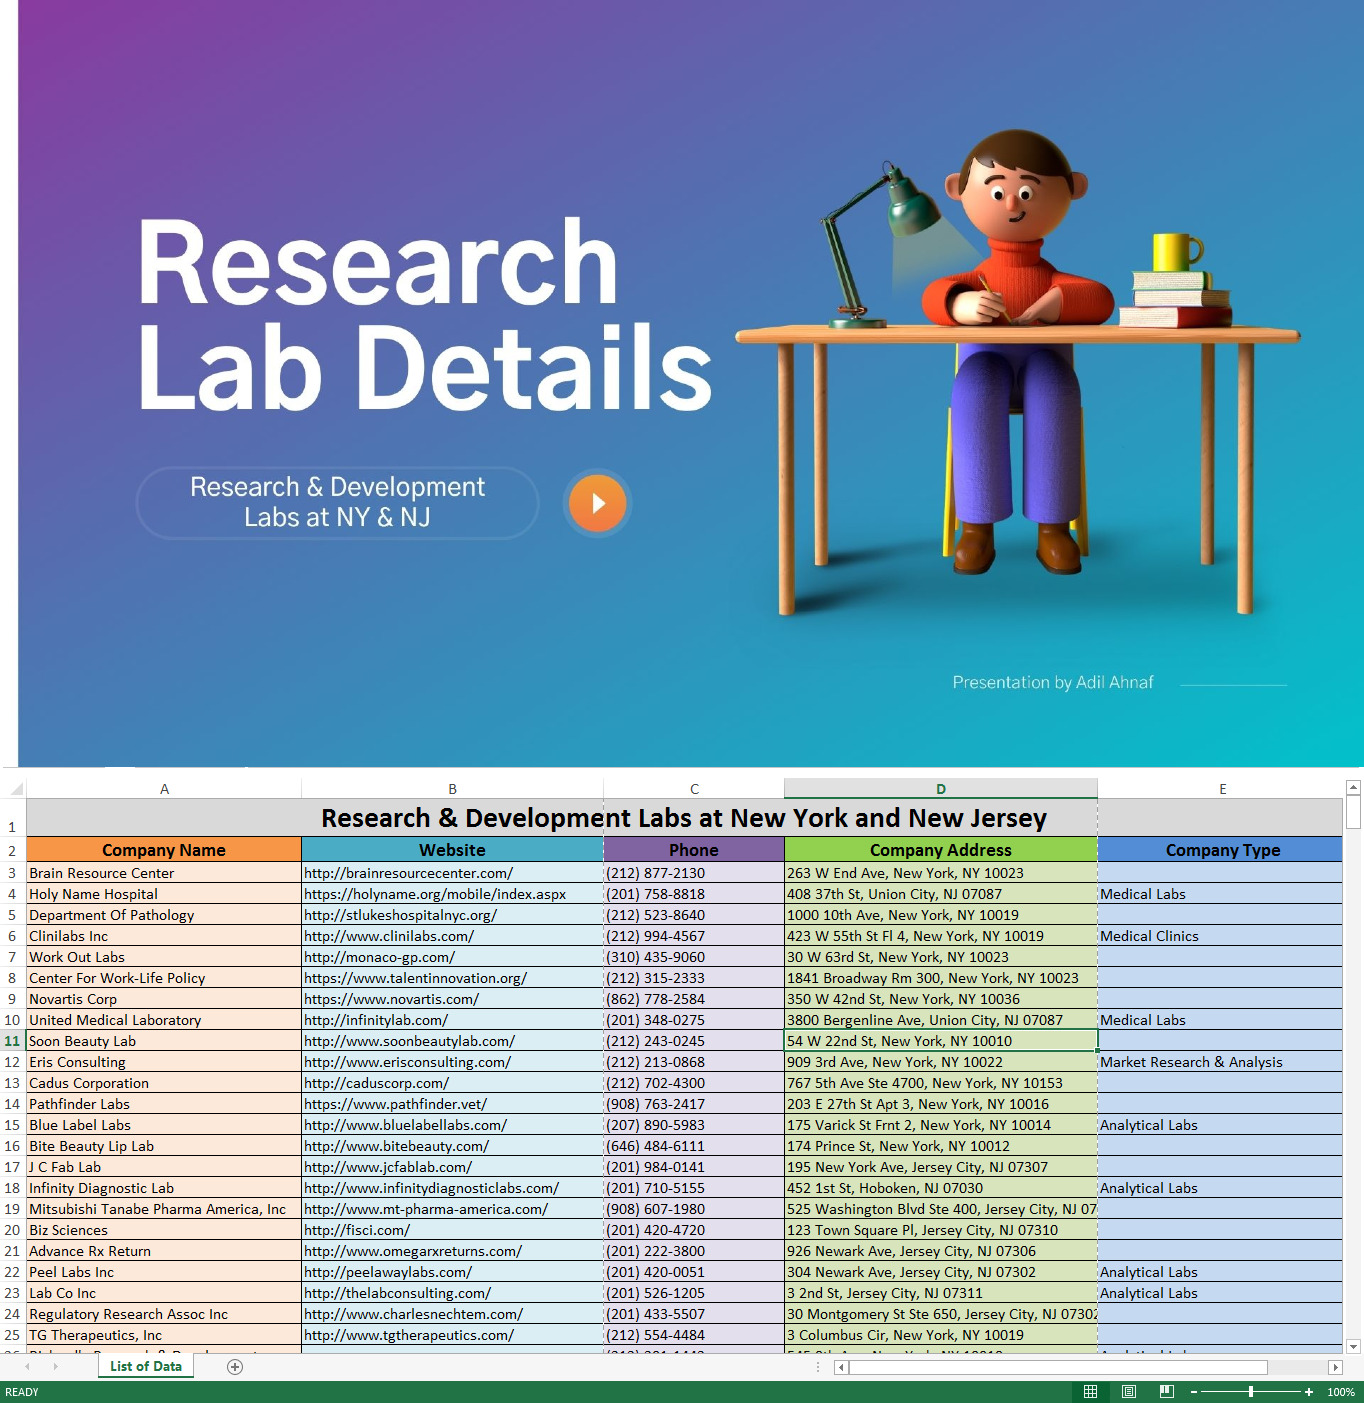 Research
Lab Details
Research & Development
Labs at NY & NJ
Presentation by Adil Ahnaf
A B C D E
1 Research & Development Labs at New York and New Jersey
2 Company Name Website Phone Company Address Company Type
3 Brain Resource Center http://brainresourcecenter.com/ (212) 877-2130 263 W End Ave, New York, NY 10023
4 Holy Name Hospital https://holyname.org/mobile/index.aspx (201) 758-8818 408 37th St, Union City, NJ 07087 Medical Labs
5 Department Of Pathology http://stlukeshospitalnyc.org/ (212) 523-8640 1000 10th Ave, New York, NY 10019
6 Clinilabs Inc http://www.clinilabs.com/ (212) 994-4567 423 W 55th St Fl 4, New York, NY 10019 Medical Clinics
7 Work Out Labs http://monaco-gp.com/ (310) 435-9060 30 W 63rd St, New York, NY 10023
8 Center For Work-Life Policy https://www.talentinnovation.org/ (212) 315-2333 1841 Broadway Rm 300, New York, NY 10023
9 Novartis Corp https://www.novartis.com/ (862) 778-2584 350 W 42nd St, New York, NY 10036
10 United Medical Laboratory http://infinitylab.com/ (201) 348-0275 3800 Bergenline Ave, Union City, NJ 07087 Medical Labs
11 Soon Beauty Lab http://www.soonbeautylab.com/ (212) 243-0245 54 W 22nd St, New York, NY 10010
12 Eris Consulting http://www.erisconsulting.com/ (212) 213-0868 909 3rd Ave, New York, NY 10022 Market Research & Analysis
13 Cadus Corporation http://caduscorp.com/ (212) 702-4300 767 5th Ave Ste 4700, New York, NY 10153
14 Pathfinder Labs https://www.pathfinder.vet/ (908) 763-2417 203 E 27th St Apt 3, New York, NY 10016
15 Blue Label Labs http://www.bluelabellabs.com/ (207) 890-5983 175 Varick St Frnt 2, New York, NY 10014 Analytical Labs
16 Bite Beauty Lip Lab http://www.bitebeauty.com/ (646) 484-6111 174 Prince St, New York, NY 10012
17 J C Fab Lab http://www.jcfablab.com/ (201) 984-0141 195 New York Ave, Jersey City, NJ 07307
18 Infinity Diagnostic Lab http://www.infinitydiagnosticlabs.com/ (201) 710-5155 452 1st St, Hoboken, NJ 07030 Analytical Labs
19 Mitsubishi Tanabe Pharma America, Inc http://www.mt-pharma-america.com/ (908) 607-1980 525 Washington Blvd Ste 400, Jersey City, NJ 07
20 Biz Sciences http://fisci.com/ (201) 420-4720 123 Town Square Pl, Jersey City, NJ 07310
21 Advance Rx Return http://www.omegarxreturns.com/ (201) 222-3800 926 Newark Ave, Jersey City, NJ 07306
22 Peel Labs Inc http://peelawaylabs.com/ (201) 420-0051 304 Newark Ave, Jersey City, NJ 07302 Analytical Labs
23 Lab Co Inc http://thelabconsulting.com/ (201) 526-1205 3 2nd St, Jersey City, NJ 07311 Analytical Labs
24 Regulatory Research Assoc Inc http://www.charlesnechtem.com/ (201) 433-5507 30 Montgomery St Ste 650, Jersey City, NJ 07302
25 TG Therapeutics, Inc http://www.tgtherapeutics.com/ (212) 554-4484 3 Columbus Cir, New York, NY 10019
List of Data
READY 100%